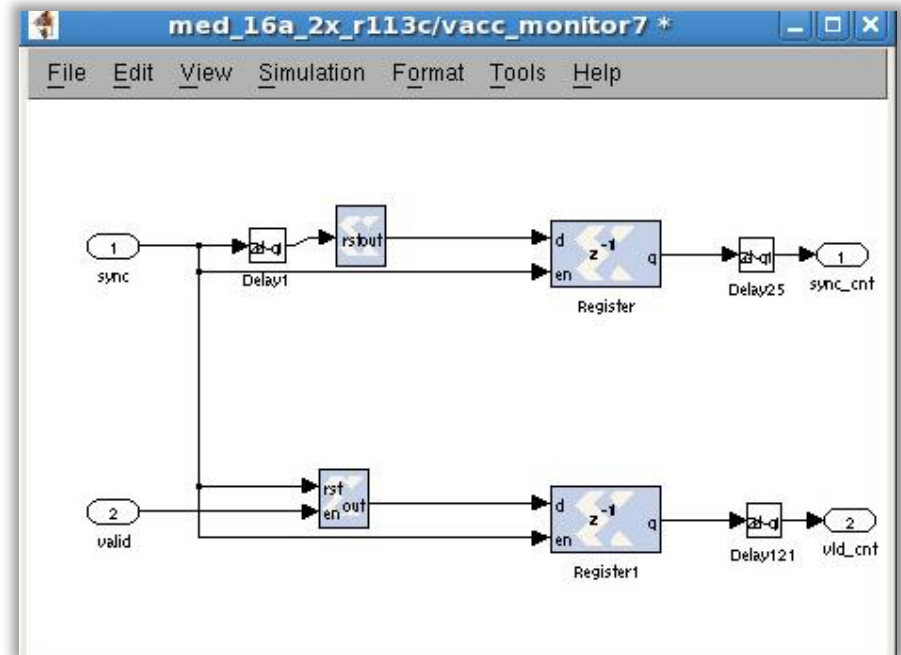 med_16a_2x_r113c/vacc_monitor7 *
File Edit View Simulation Format Tools Help
1
sync
Delay1
rst out
d
en
z-1
q
Register
Delay25
1
sync_cnt
2
valid
rst
en
out
d
en
z-1
q
Register1
Delay121
2
vld_cnt